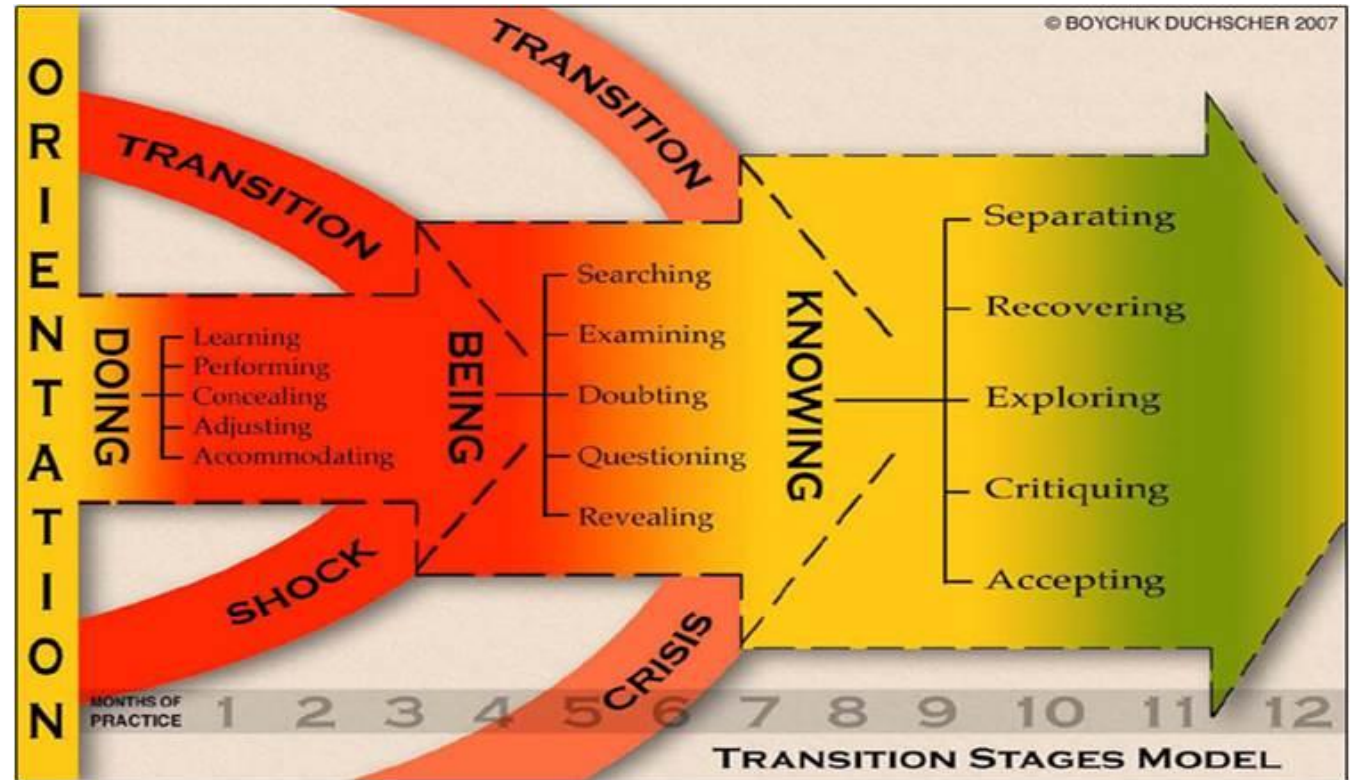 © BOYCHUK DUCHSCHER 2007
ORIENTATION
TRANSITION
SHOCK
DOING
Learning
Performing
Concealing
Adjusting
Accommodating
TRANSITION
CRISIS
BEING
Searching
Examining
Doubting
Questioning
Revealing
KNOWING
Separating
Recovering
Exploring
Critiquing
Accepting
MONTHS OF
PRACTICE 1 2 3 4 5 6 7 8 9 10 11 12
TRANSITION STAGES MODEL